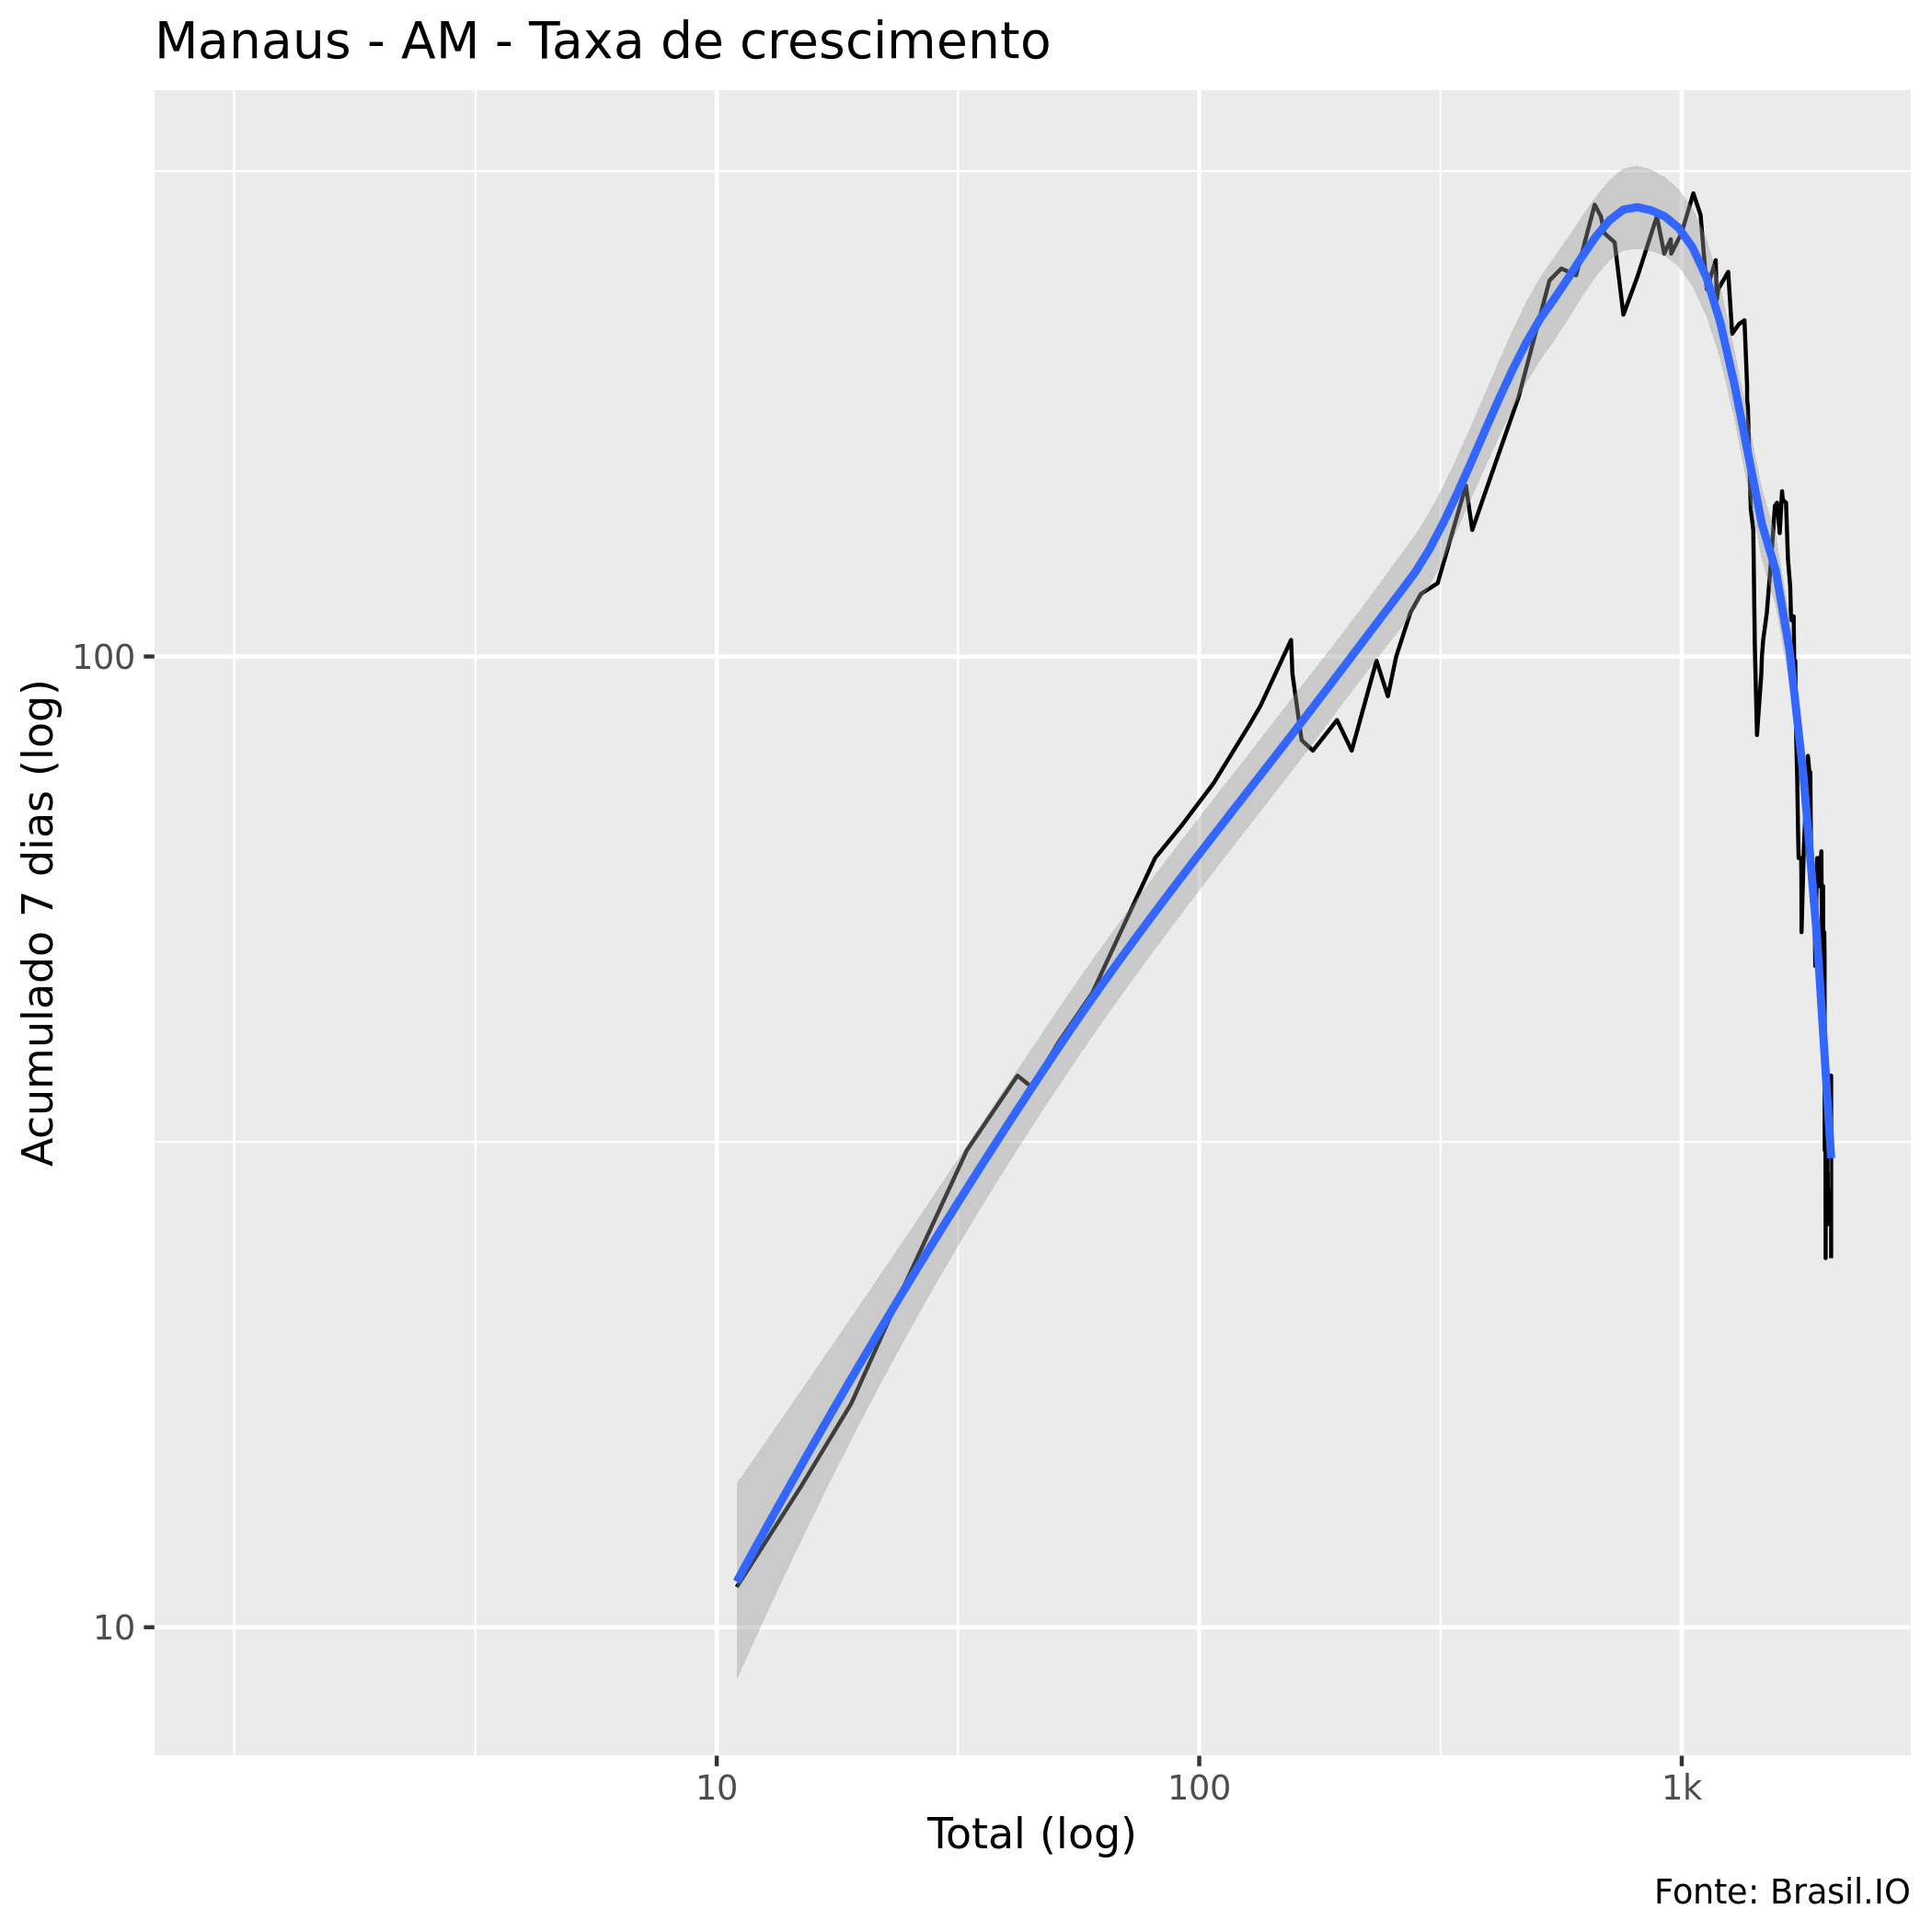 Manaus - AM - Taxa de crescimento
Acumulado 7 dias (log)
100
10
10
100
1k
Total (log)
Fonte: Brasil.IO